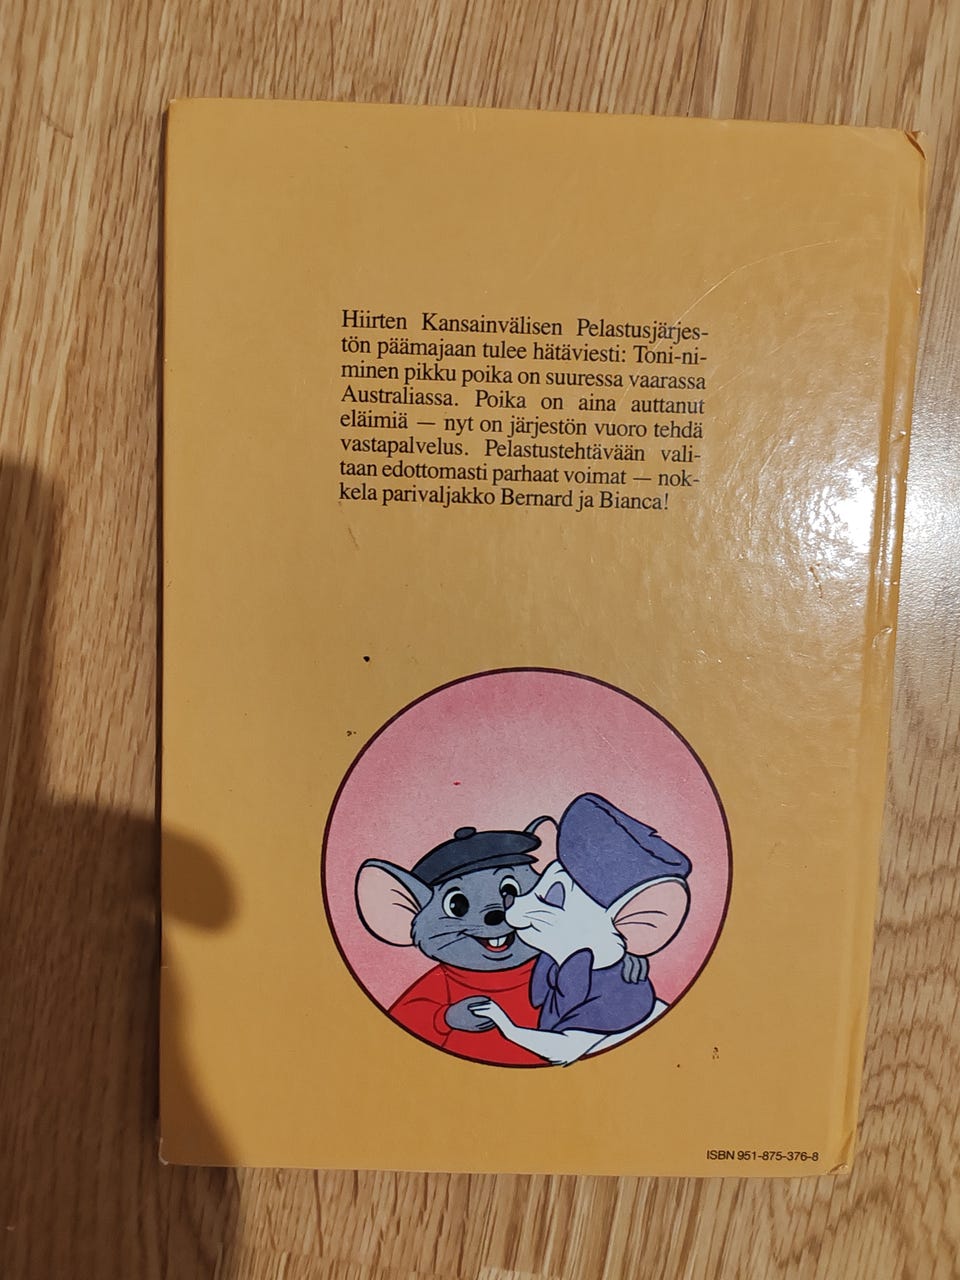 Hiirten Kansainvälisen Pelastusjärjes-
tön päämajaan tulee hätäviesti: Toni-ni-
minen pikku poika on suuressa vaarassa
Australiassa. Poika on aina auttanut
eläimiä — nyt on järjestön vuoro tehdä
vastapalvelus. Pelastustehtävään vali-
taan edottomasti parhaat voimat — nok-
kela parivaljakko Bernard ja Bianca!
ISBN 951-875-376-8